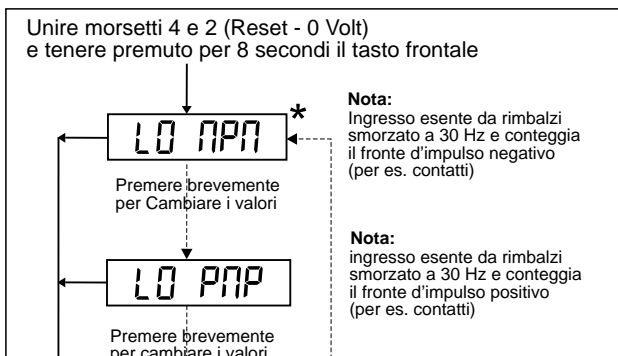 Unire morsetti 4 e 2 (Reset - 0 Volt)
e tenere premuto per 8 secondi il tasto frontale
LO NPN *
Nota:
Ingresso esente da rimbalzi
smorzato a 30 Hz e conteggia
il fronte d'impulso negativo
(per es. contatti)
Premere brevemente
per Cambiare i valori
LO PNP
Nota:
ingresso esente da rimbalzi
smorzato a 30 Hz e conteggia
il fronte d'impulso positivo
(per es. contatti)
Premere brevemente
per cambiare i valori